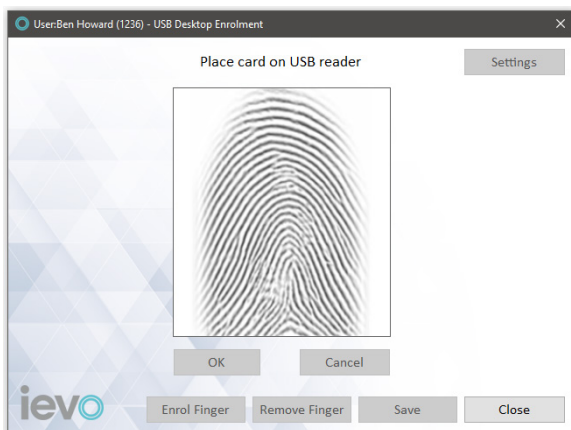 User:Ben Howard (1236) - USB Desktop Enrolment
Place card on USB reader
Settings
OK
Cancel
ievo
Enrol Finger
Remove Finger
Save
Close